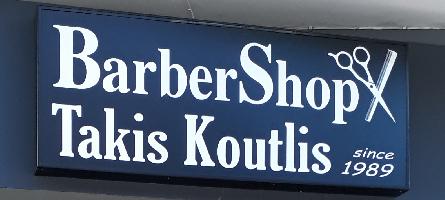 BarberShop
Takis Koutlis
since
1989